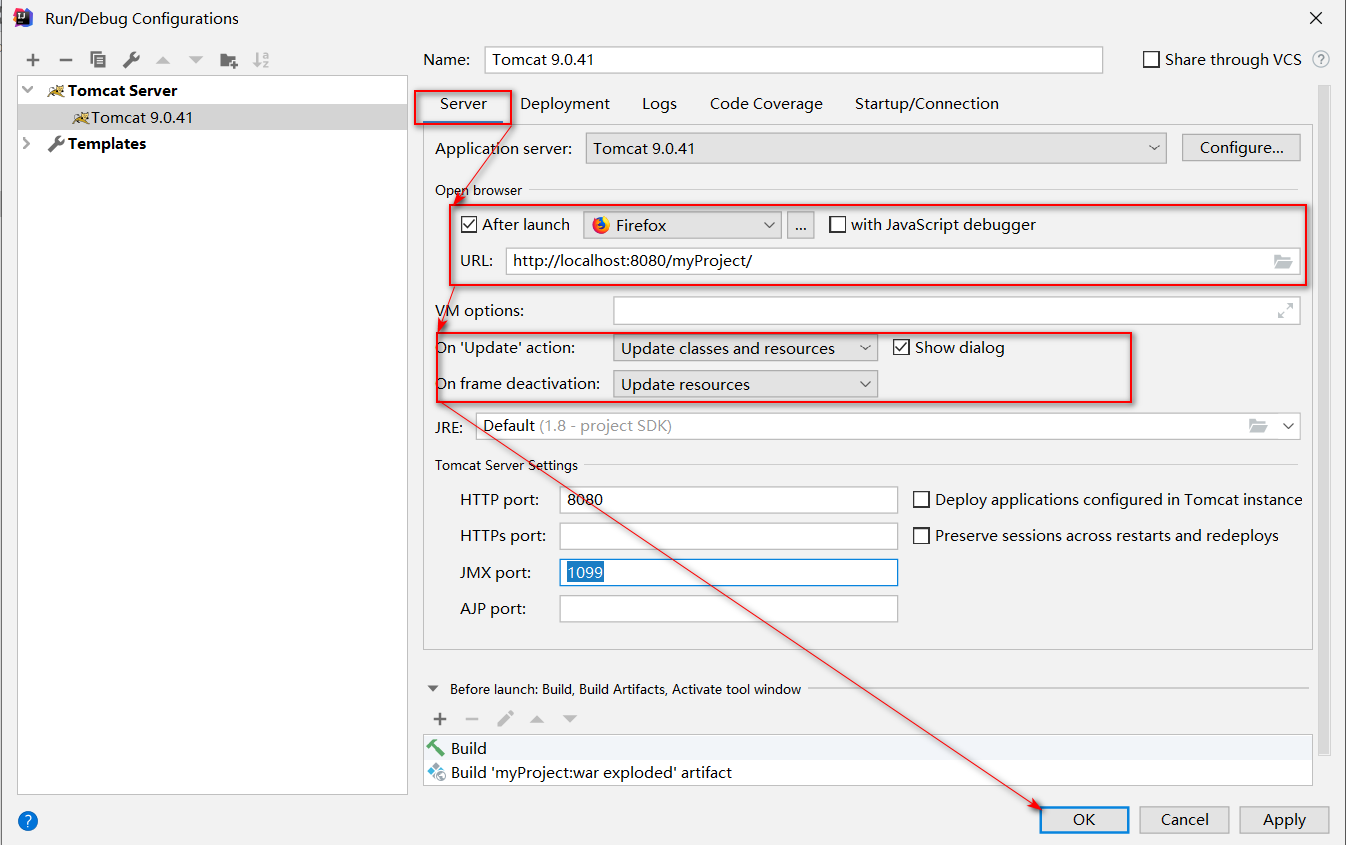 Run/Debug Configurations
Name: Tomcat 9.0.41 Share through VCS ?
Tomcat Server
Tomcat 9.0.41
Templates
Server Deployment Logs Code Coverage Startup/Connection
Application server: Tomcat 9.0.41 Configure...
Open browser
After launch Firefox ... with JavaScript debugger
URL: http://localhost:8080/myProject/
VM options:
On 'Update' action: Update classes and resources Show dialog
On frame deactivation: Update resources
JRE: Default (1.8 - project SDK)
Tomcat Server Settings
HTTP port: 8080 Deploy applications configured in Tomcat instance
HTTPs port: Preserve sessions across restarts and redeploys
JMX port: 1099
AJP port:
Before launch: Build, Build Artifacts, Activate tool window
Build
Build 'myProject:war exploded' artifact
? OK Cancel Apply